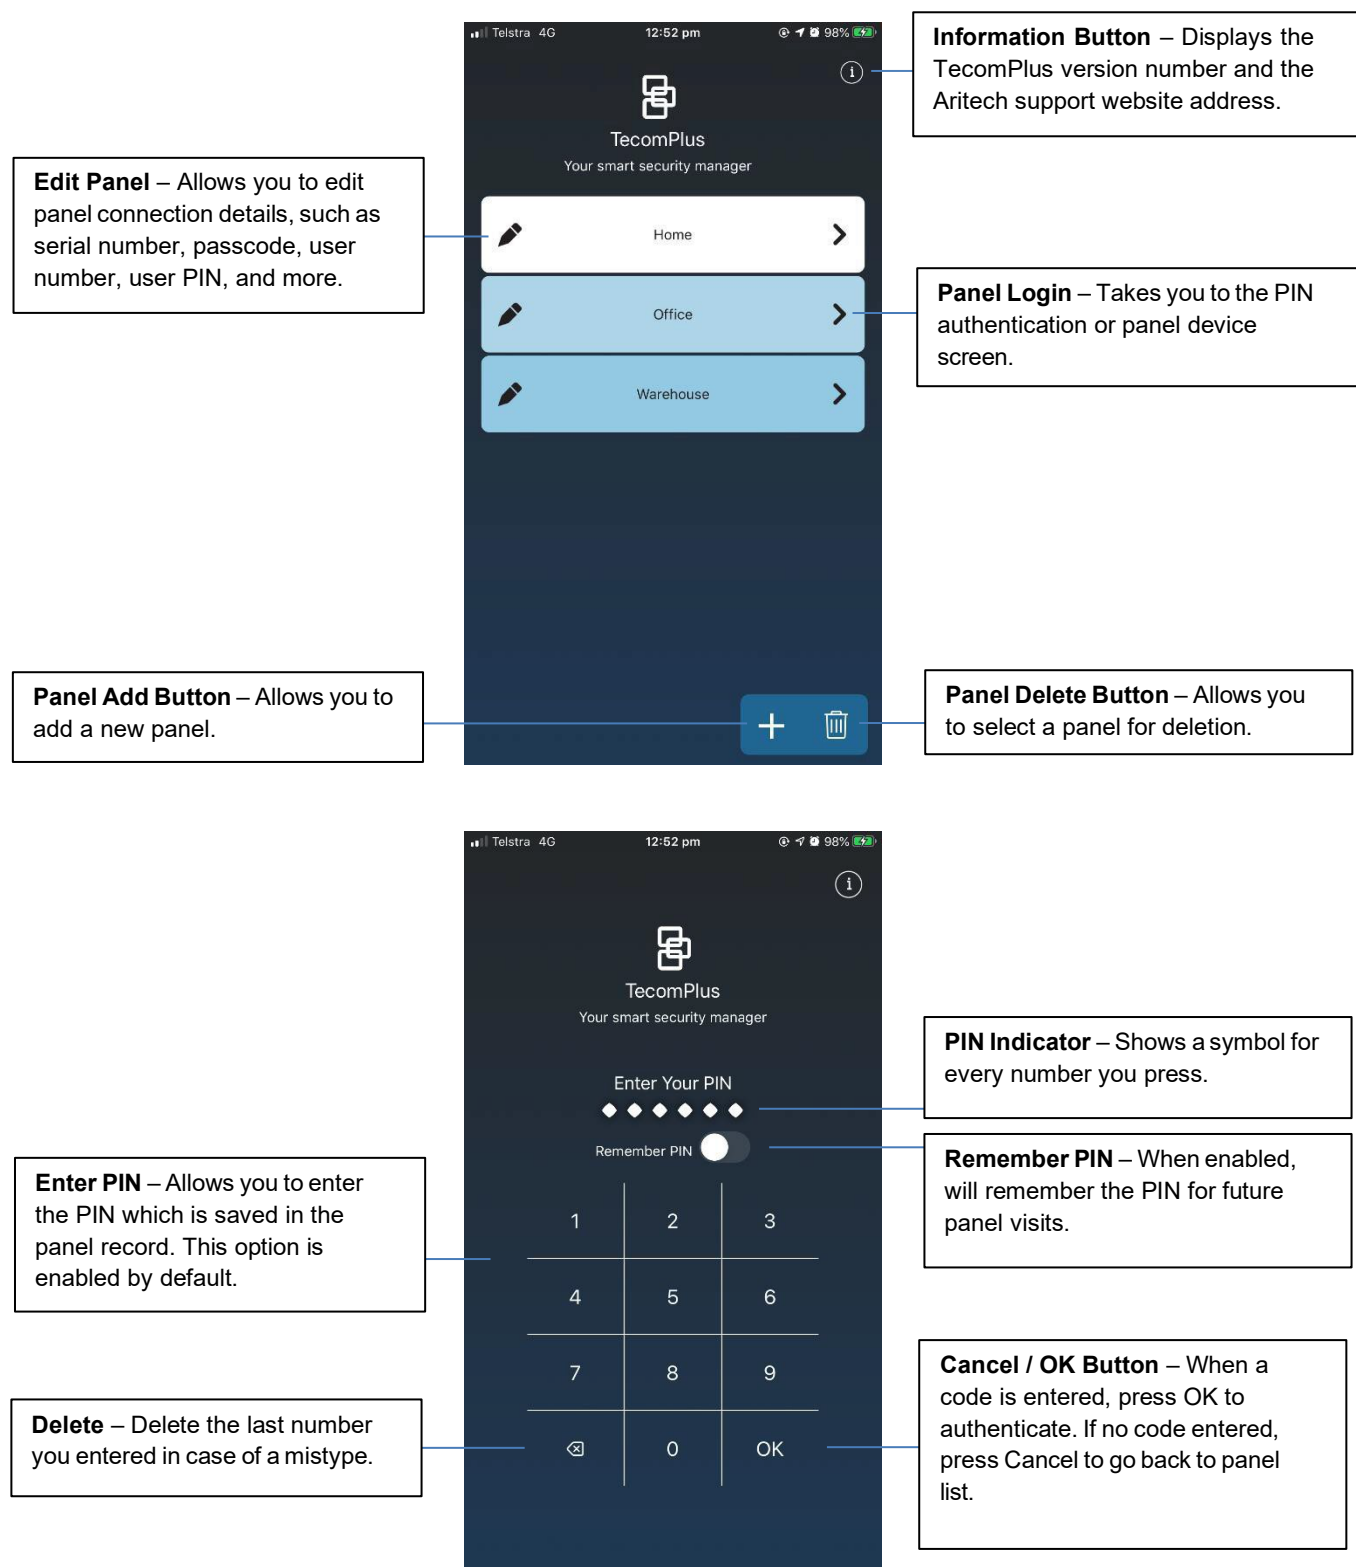 Telstra 4G 12:52 pm 98%
Information Button – Displays the
TecomPlus version number and the
Aritech support website address.
i
TecomPlus
Your smart security manager
Edit Panel – Allows you to edit
panel connection details, such as
serial number, passcode, user
number, user PIN, and more.
Home
Office
Warehouse
Panel Login – Takes you to the PIN
authentication or panel device
screen.
Panel Add Button – Allows you to
add a new panel.
Panel Delete Button – Allows you
to select a panel for deletion.
Telstra 4G 12:52 pm 98%
i
TecomPlus
Your smart security manager
Enter Your PIN
Remember PIN
PIN Indicator – Shows a symbol for
every number you press.
Remember PIN – When enabled,
will remember the PIN for future
panel visits.
Enter PIN – Allows you to enter
the PIN which is saved in the
panel record. This option is
enabled by default.
1 2 3
4 5 6
7 8 9
0 OK
Delete – Delete the last number
you entered in case of a mistype.
Cancel / OK Button – When a
code is entered, press OK to
authenticate. If no code entered,
press Cancel to go back to panel
list.